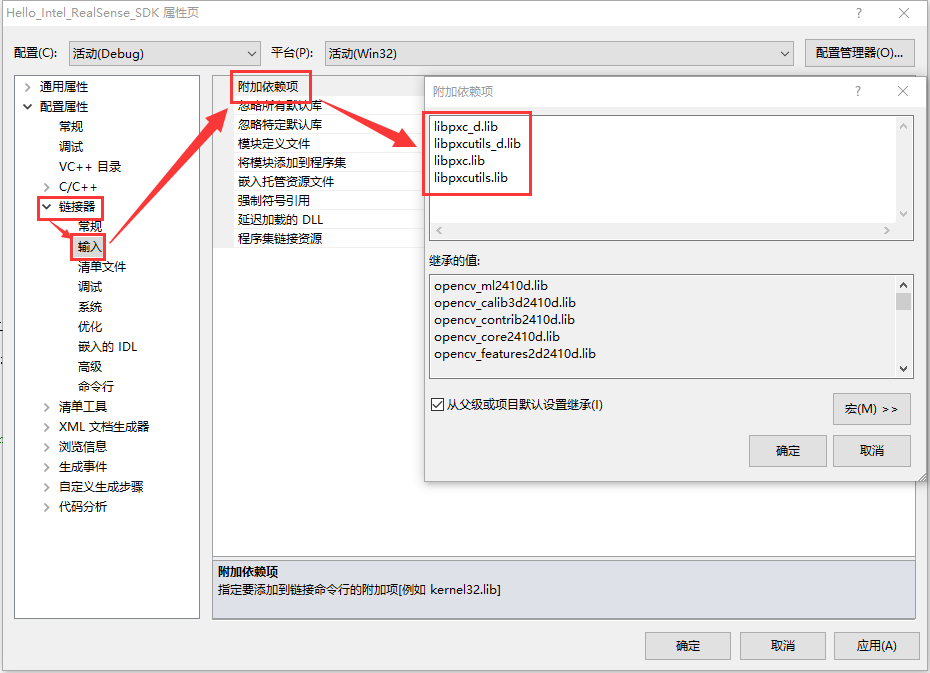 Hello_Intel_RealSense_SDK 属性页
配置(C):
活动(Debug)
平台(P):
活动(Win32)
配置管理器(O)...
通用属性
配置属性
常规
调试
VC++ 目录
C/C++
链接器
常规
输入
清单文件
调试
系统
优化
嵌入的 IDL
高级
命令行
清单工具
XML 文档生成器
浏览信息
生成事件
自定义生成步骤
代码分析
附加依赖项
忽略所有默认库
忽略特定默认库
模块定义文件
将模块添加到程序集
嵌入托管资源文件
强制符号引用
延迟加载的 DLL
程序集链接资源
附加依赖项
libpxc_d.lib
libpxcutils_d.lib
libpxc.lib
libpxcutils.lib
继承的值:
opencv_ml2410d.lib
opencv_calib3d2410d.lib
opencv_contrib2410d.lib
opencv_core2410d.lib
opencv_features2d2410d.lib
从父级或项目默认设置继承(I)
宏(M) >>
确定
取消
附加依赖项
指定要添加到链接命令行的附加项[例如 kernel32.lib]
确定
取消
应用(A)